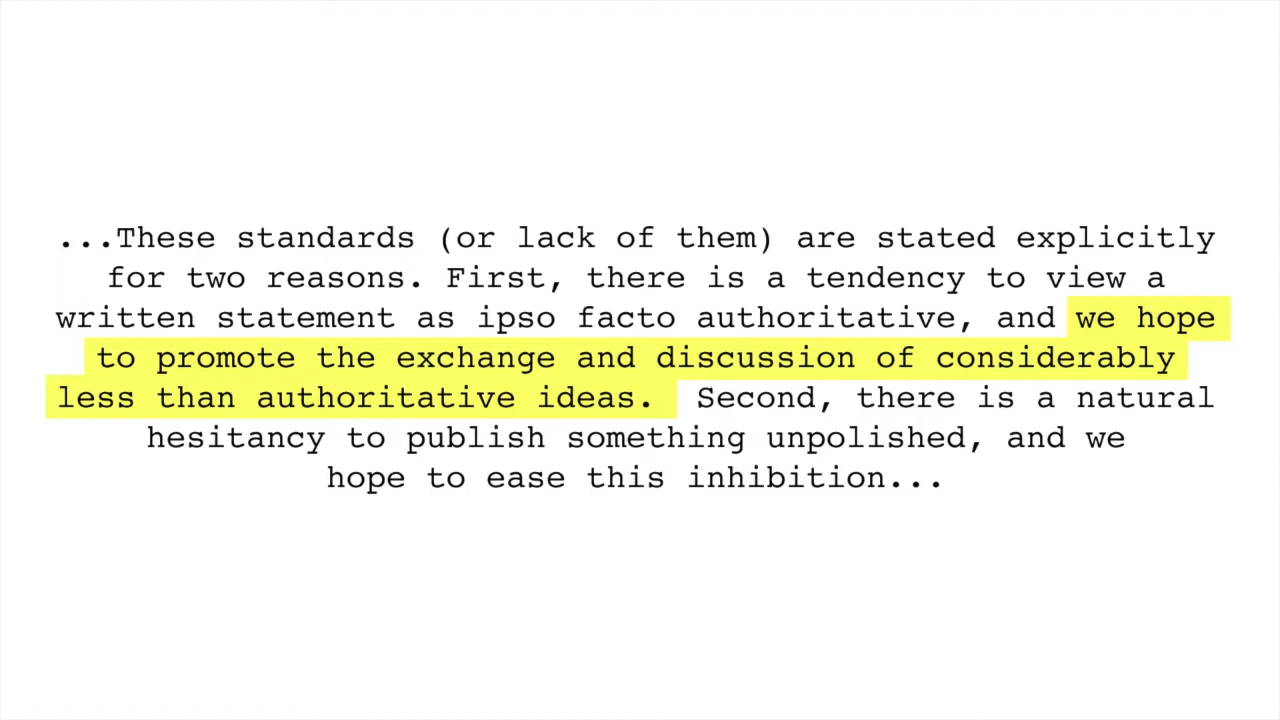 ...These standards (or lack of them) are stated explicitly
for two reasons. First, there is a tendency to view a
written statement as ipso facto authoritative, and we hope
to promote the exchange and discussion of considerably
less than authoritative ideas. Second, there is a natural
hesitancy to publish something unpolished, and we
hope to ease this inhibition...